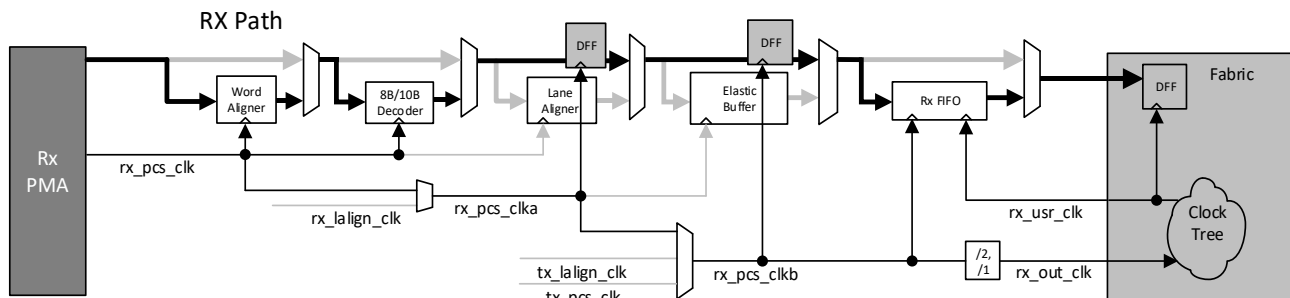 RX Path
DFF
DFF
Fabric
Rx
PMA
Word
Aligner
8B/10B
Decoder
Lane
Aligner
Elastic
Buffer
Rx FIFO
DFF
rx_pcs_clk
rx_lalign_clk
rx_pcs_clka
rx_usr_clk
Clock
Tree
tx_lalign_clk
tx_pcs_clk
rx_pcs_clkb
/2,
/1
rx_out_clk